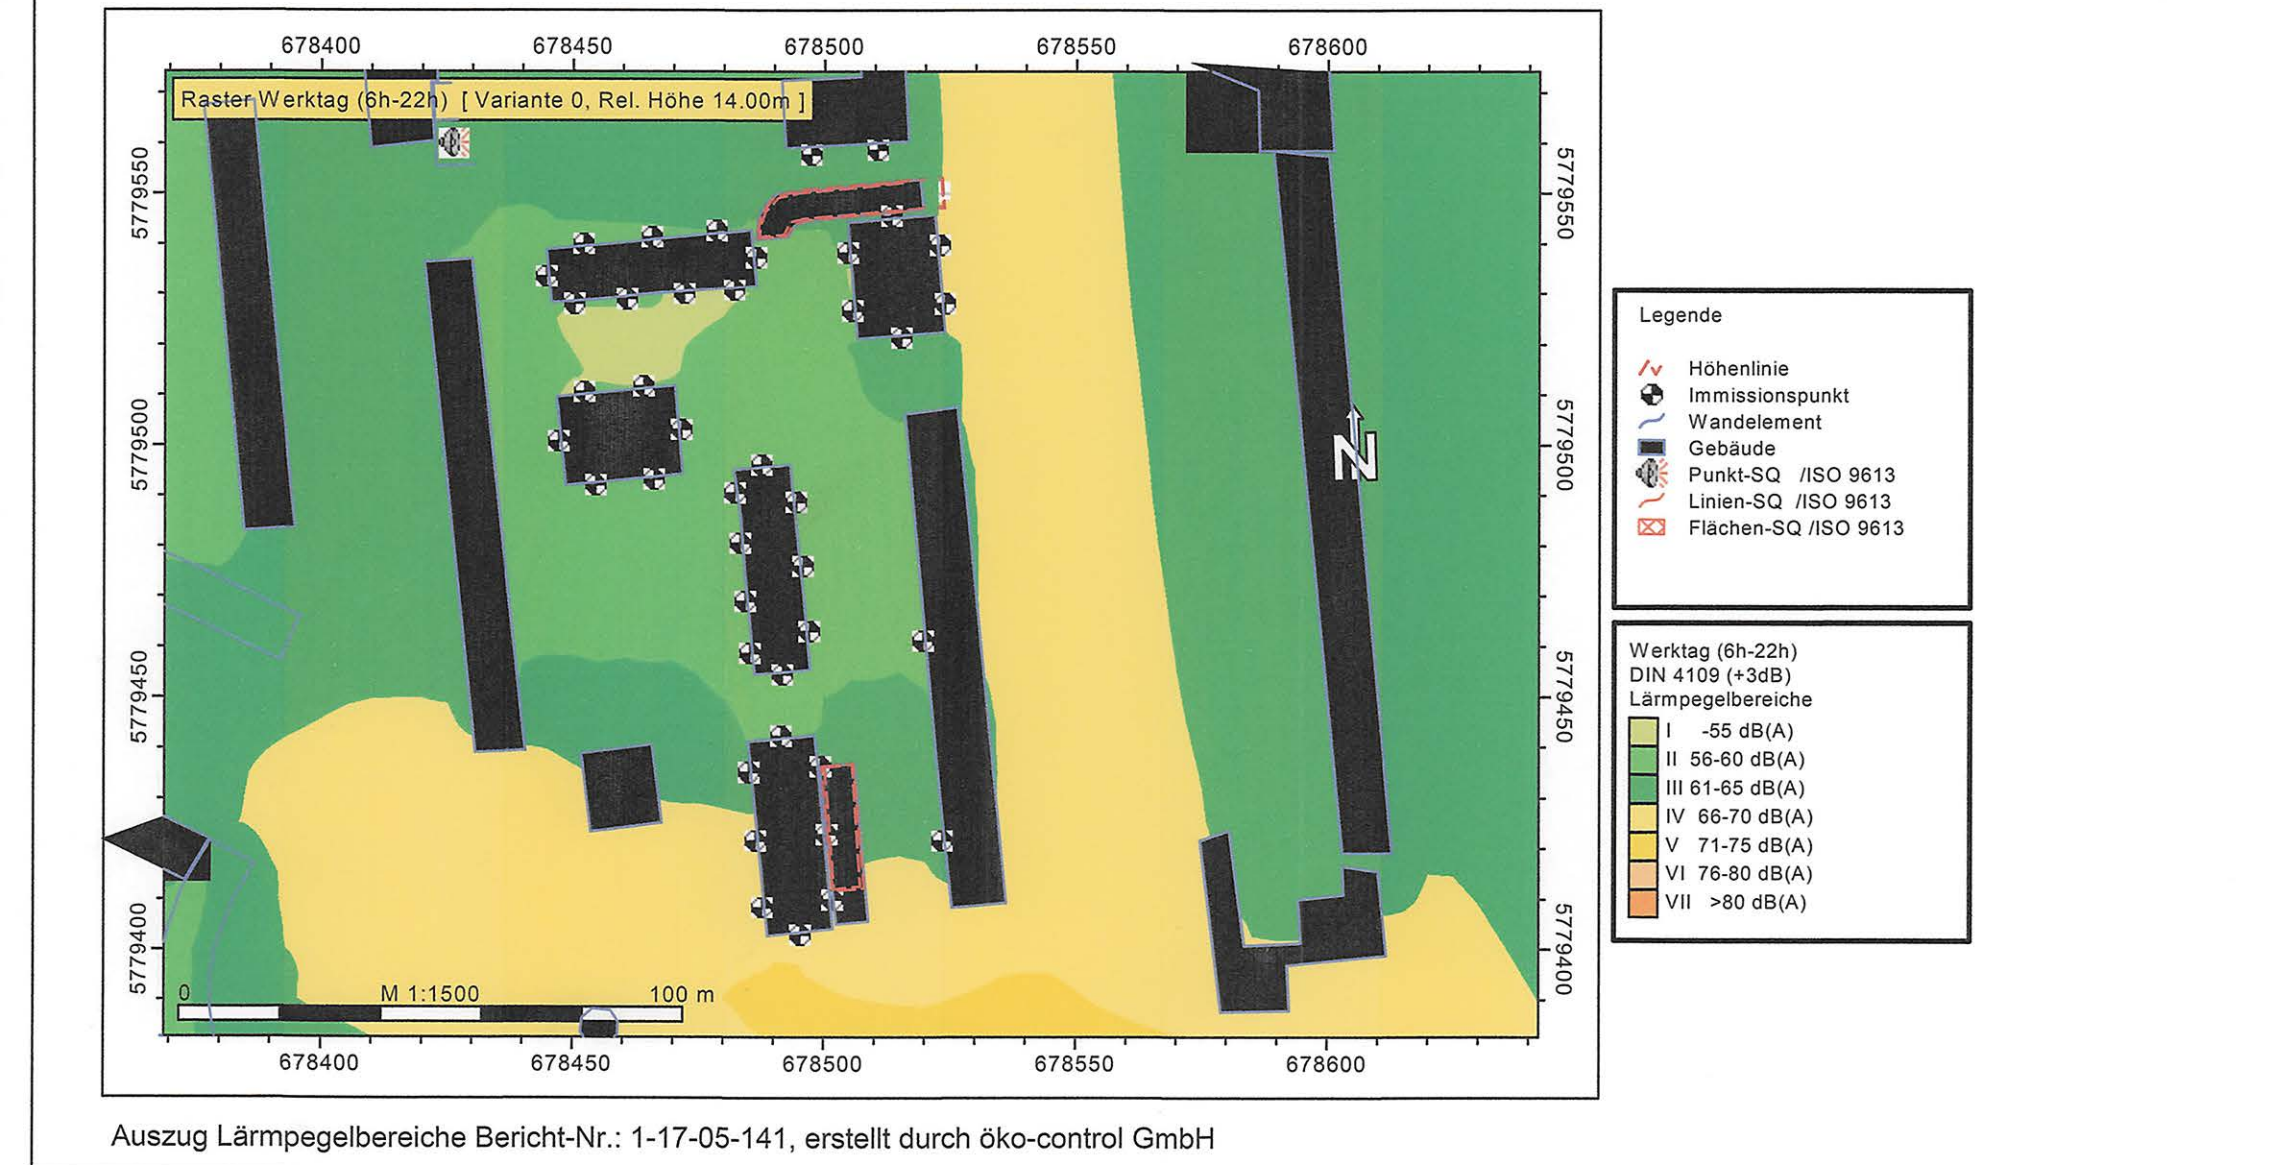 678400 678450 678500 678550 678600
Raster Werktag (6h-22h) [ Variante 0, Rel. Höhe 14.00m ]
5779550
5779500
5779450
5779400
5779550
5779500
5779450
5779400
N
0 M 1:1500 100 m
678400 678450 678500 678550 678600
Legende
Höhenlinie
Immissionspunkt
Wandelement
Gebäude
Punkt-SQ /ISO 9613
Linien-SQ /ISO 9613
Flächen-SQ /ISO 9613
Werktag (6h-22h)
DIN 4109 (+3dB)
Lärmpegelbereiche
I -55 dB(A)
II 56-60 dB(A)
III 61-65 dB(A)
IV 66-70 dB(A)
V 71-75 dB(A)
VI 76-80 dB(A)
VII >80 dB(A)
Auszug Lärmpegelbereiche Bericht-Nr.: 1-17-05-141, erstellt durch öko-control GmbH